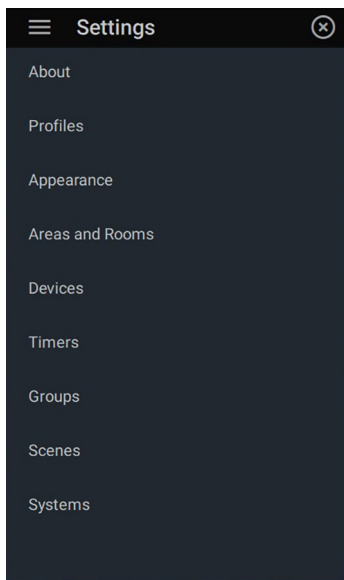 Settings
About
Profiles
Appearance
Areas and Rooms
Devices
Timers
Groups
Scenes
Systems